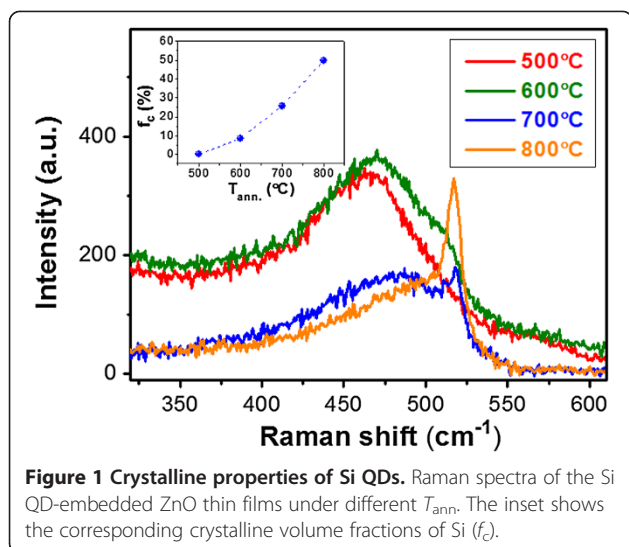 60
50
40
30
20
10
0
fc (%)
500 600 700 800
Tann. (°C)
500°C
600°C
700°C
800°C
400
200
0
Intensity (a.u.)
350 400 450 500 550 600
Raman shift (cm-1)
Figure 1 Crystalline properties of Si QDs. Raman spectra of the Si
QD-embedded ZnO thin films under different Tann. The inset shows
the corresponding crystalline volume fractions of Si (fc).